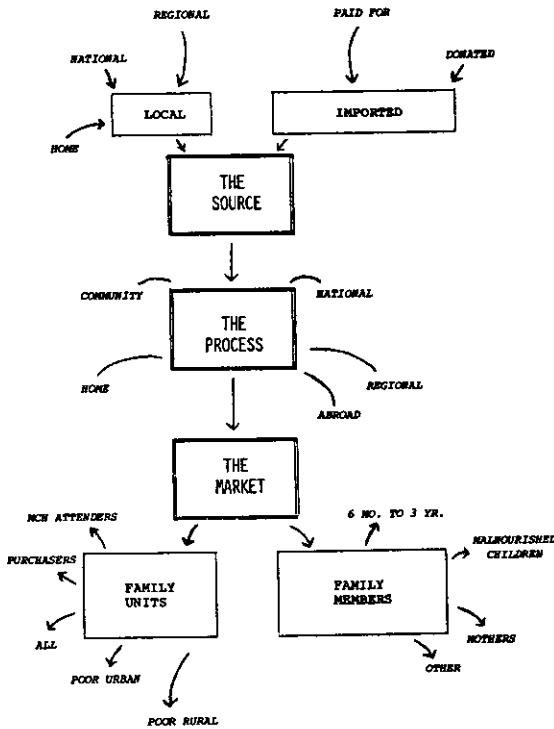 REGIONAL
PAID FOR
NATIONAL
DONATED
LOCAL
IMPORTED
HOME
THE
SOURCE
COMMUNITY
NATIONAL
THE
PROCESS
HOME
REGIONAL
ABROAD
THE
MARKET
MCH ATTENDERS
6 MO. TO 3 YR.
MALNOURISHED
CHILDREN
PURCHASERS
FAMILY
UNITS
FAMILY
MEMBERS
ALL
MOTHERS
OTHER
POOR URBAN
POOR RURAL